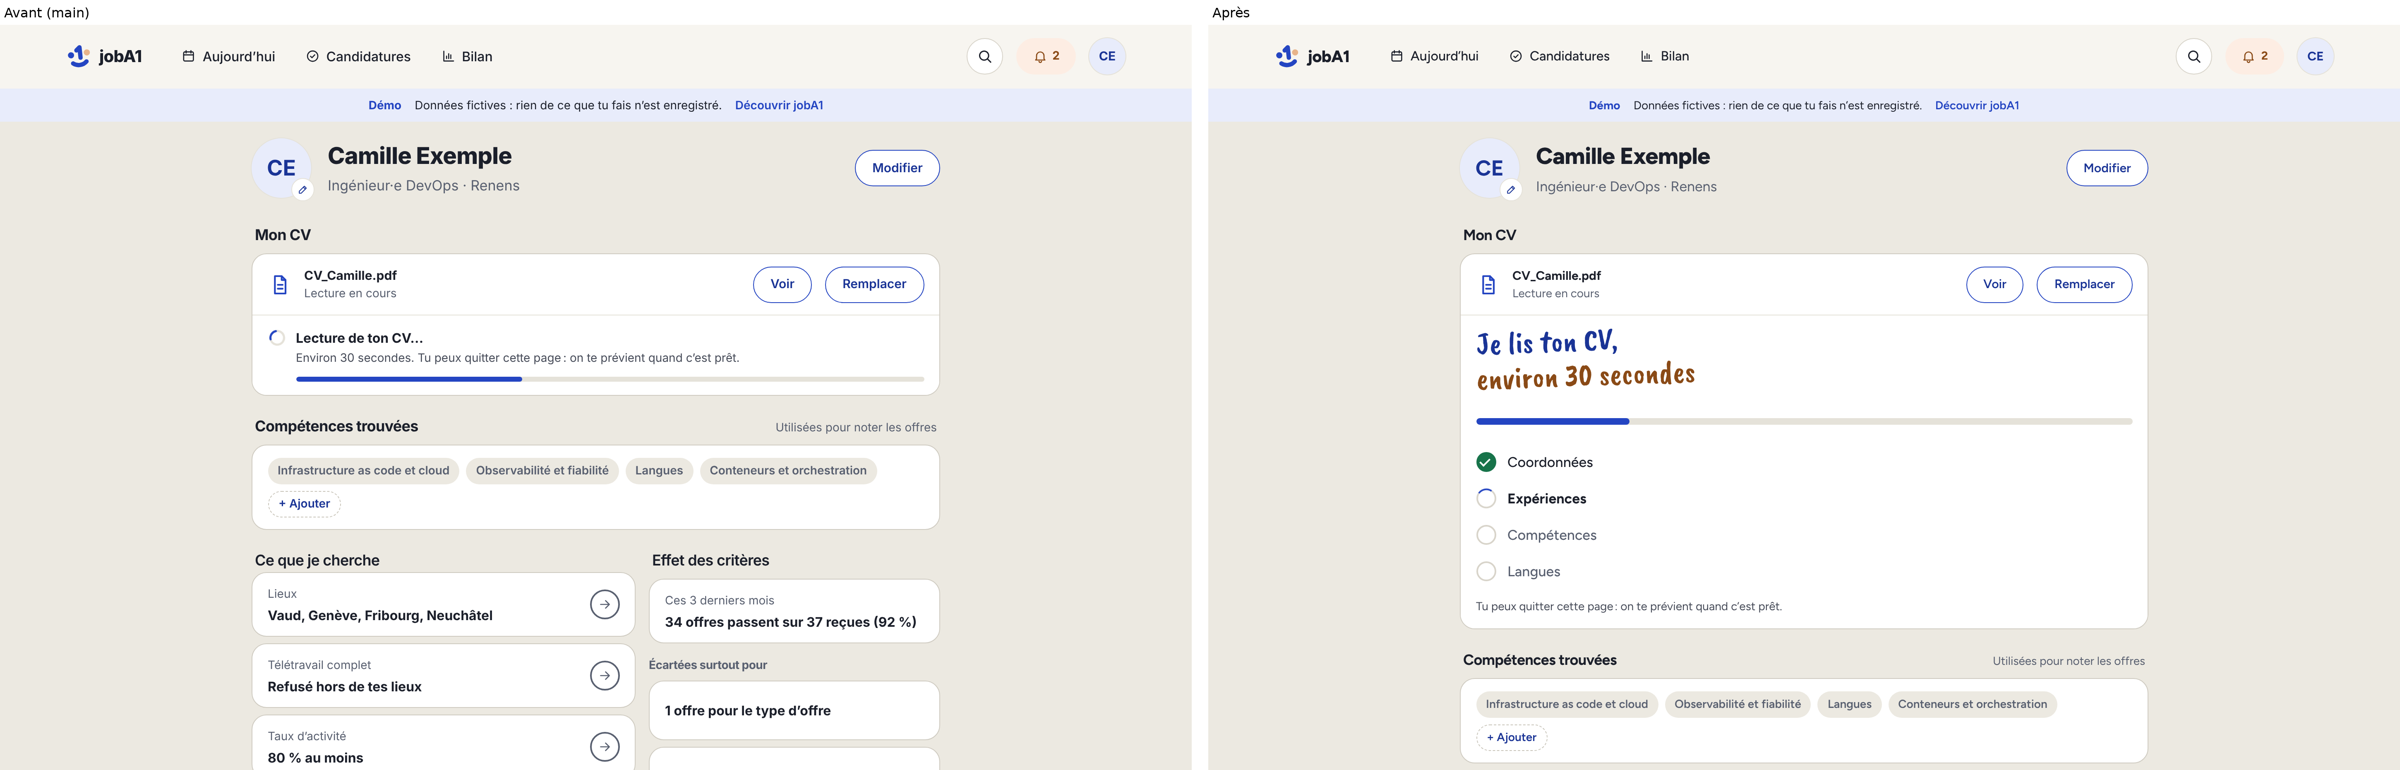 Avant (main)
jobA1
Aujourd'hui
Candidatures
Bilan
2
CE
Démo Données fictives : rien de ce que tu fais n'est enregistré. Découvrir jobA1
CE
Camille Exemple
Ingénieur·e DevOps · Renens
Modifier
Mon CV
CV_Camille.pdf
Lecture en cours
Voir
Remplacer
Lecture de ton CV…
Environ 30 secondes. Tu peux quitter cette page : on te prévient quand c'est prêt.
Compétences trouvées
Utilisées pour noter les offres
Infrastructure as code et cloud
Observabilité et fiabilité
Langues
Conteneurs et orchestration
+ Ajouter
Ce que je cherche
Lieux
Vaud, Genève, Fribourg, Neuchâtel
Télétravail complet
Refusé hors de tes lieux
Taux d'activité
80 % au moins
Effet des critères
Ces 3 derniers mois
34 offres passent sur 37 reçues (92 %)
Écartées surtout pour
1 offre pour le type d'offre
Après
jobA1
Aujourd'hui
Candidatures
Bilan
2
CE
Démo Données fictives : rien de ce que tu fais n'est enregistré. Découvrir jobA1
CE
Camille Exemple
Ingénieur·e DevOps · Renens
Modifier
Mon CV
CV_Camille.pdf
Lecture en cours
Voir
Remplacer
Je lis ton CV,
environ 30 secondes
Coordonnées
Expériences
Compétences
Langues
Tu peux quitter cette page : on te prévient quand c'est prêt.
Compétences trouvées
Utilisées pour noter les offres
Infrastructure as code et cloud
Observabilité et fiabilité
Langues
Conteneurs et orchestration
+ Ajouter